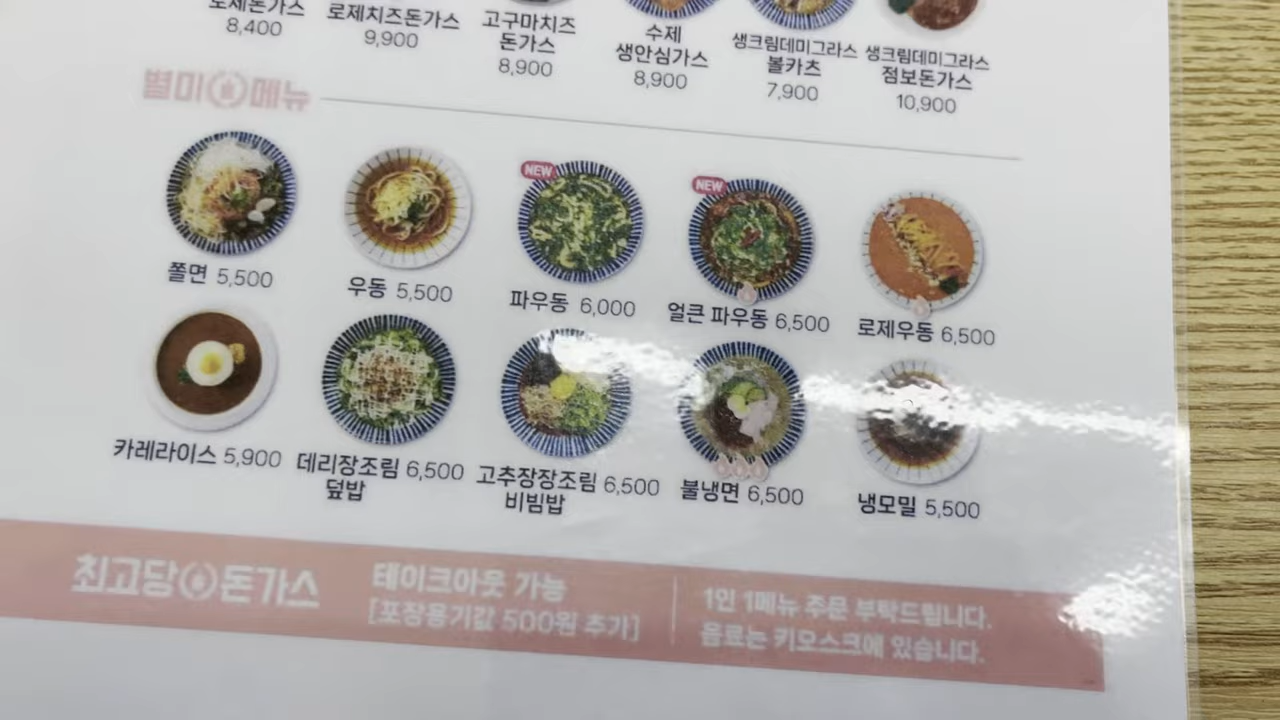 로제돈가스
8,400
로제치즈돈가스
9,900
고구마치즈
돈가스
8,900
수제
생안심가스
8,900
생크림데미그라스
볼카츠
7,900
생크림데미그라스
점보돈가스
10,900
별미 메뉴
쫄면 5,500
우동 5,500
NEW
파우동 6,000
NEW
얼큰 파우동 6,500
로제우동 6,500
카레라이스 5,900
데리장조림 6,500
덮밥
고추장장조림 6,500
비빔밥
불냉면 6,500
냉모밀 5,500
최고당 돈가스
테이크아웃 가능
[포장용기값 500원 추가]
1인 1메뉴 주문 부탁드립니다.
음료는 키오스크에 있습니다.